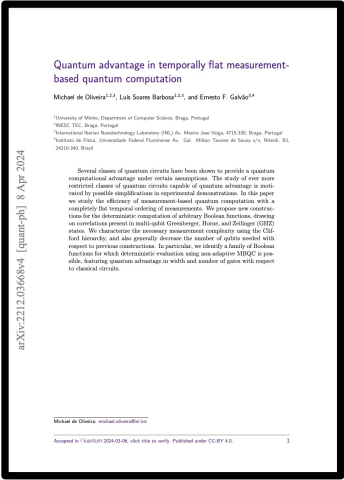 Quantum advantage in temporally flat measurement-
based quantum computation
Michael de Oliveira1,2,3, Luís Soares Barbosa1,2,3, and Ernesto F. Galvão3,4
1University of Minho, Department of Computer Science, Braga, Portugal
2INESC TEC, Braga, Portugal
3International Iberian Nanotechnology Laboratory (INL) Av. Mestre Jose Veiga, 4715-330, Braga, Portugal
4Instituto de Física, Universidade Federal Fluminense Av. Gal. Milton Tavares de Souza s/n, Niterói, RJ,
24210-340, Brazil
Several classes of quantum circuits have been shown to provide a quantum
computational advantage under certain assumptions. The study of ever more
restricted classes of quantum circuits capable of quantum advantage is moti-
vated by possible simplifications in experimental demonstrations. In this paper
we study the efficiency of measurement-based quantum computation with a
completely flat temporal ordering of measurements. We propose new construc-
tions for the deterministic computation of arbitrary Boolean functions, drawing
on correlations present in multi-qubit Greenberger, Horne, and Zeilinger (GHZ)
states. We characterize the necessary measurement complexity using the Clif-
ford hierarchy, and also generally decrease the number of qubits needed with
respect to previous constructions. In particular, we identify a family of Boolean
functions for which deterministic evaluation using non-adaptive MBQC is pos-
sible, featuring quantum advantage in width and number of gates with respect
to classical circuits.
arXiv:2212.03668v4 [quant-ph] 8 Apr 2024
Michael de Oliveira: michael.oliveira@inl.int
Accepted in Quantum 2024-03-08, click title to verify. Published under CC-BY 4.0.
1